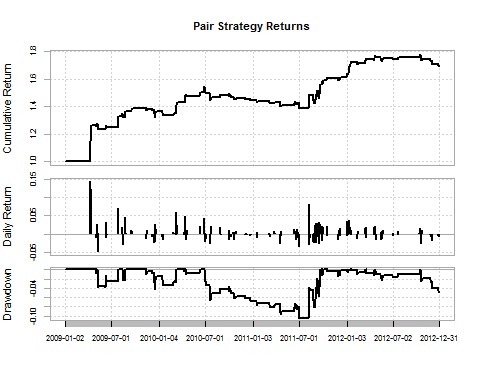 Pair Strategy Returns
Cumulative Return
1.0 1.2 1.4 1.6 1.8
Daily Return
-0.05 0.05 0.15
Drawdown
-0.10 -0.05
2009-01-02 2009-07-01 2010-01-04 2010-07-01 2011-01-03 2011-07-01 2012-01-03 2012-07-02 2012-12-31